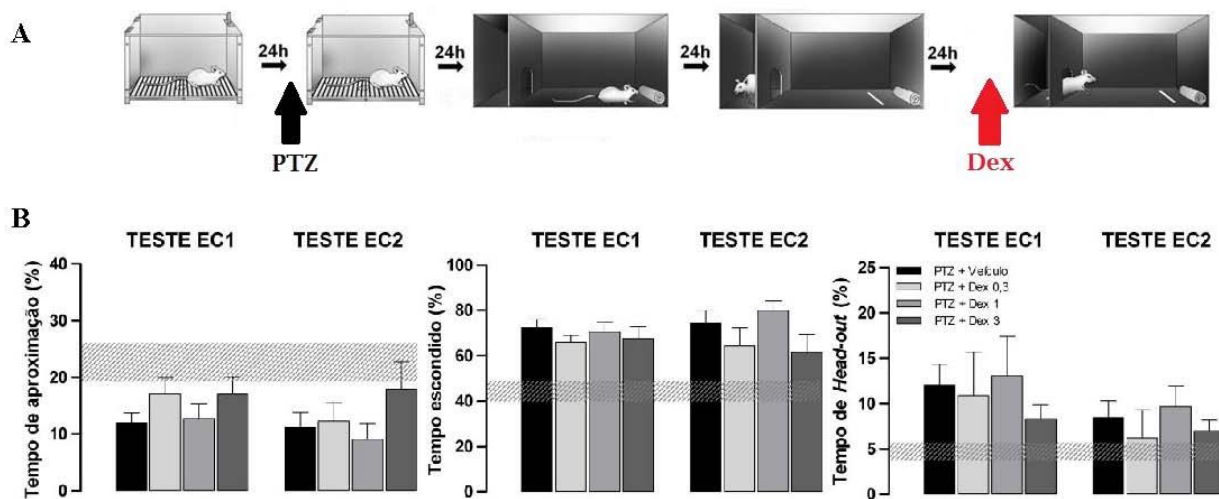 A
24h
24h
24h
24h
PTZ
Dex
B
TESTE EC1
TESTE EC2
Tempo de aproximação (%)
40
30
20
10
0
TESTE EC1
TESTE EC2
Tempo escondido (%)
100
80
60
40
20
0
TESTE EC1
TESTE EC2
Tempo de Head-out (%)
25
20
15
10
5
0
PTZ + Veículo
PTZ + Dex 0,3
PTZ + Dex 1
PTZ + Dex 3